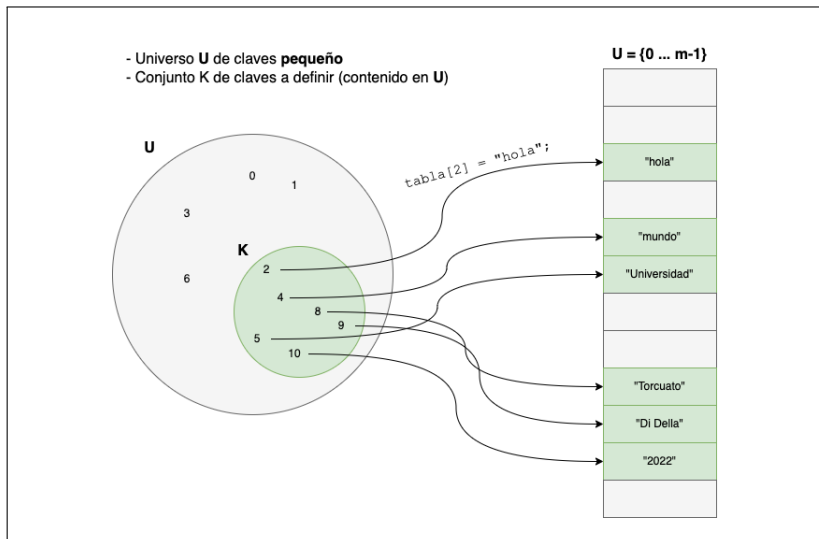 - Universo U de claves pequeño
- Conjunto K de claves a definir (contenido en U)
U = {0 ... m-1}
U
0
1
3
6
K
2
4
8
9
5
10
tabla[2] = "hola";
"hola"
"mundo"
"Universidad"
"Torcuato"
"Di Della"
"2022"